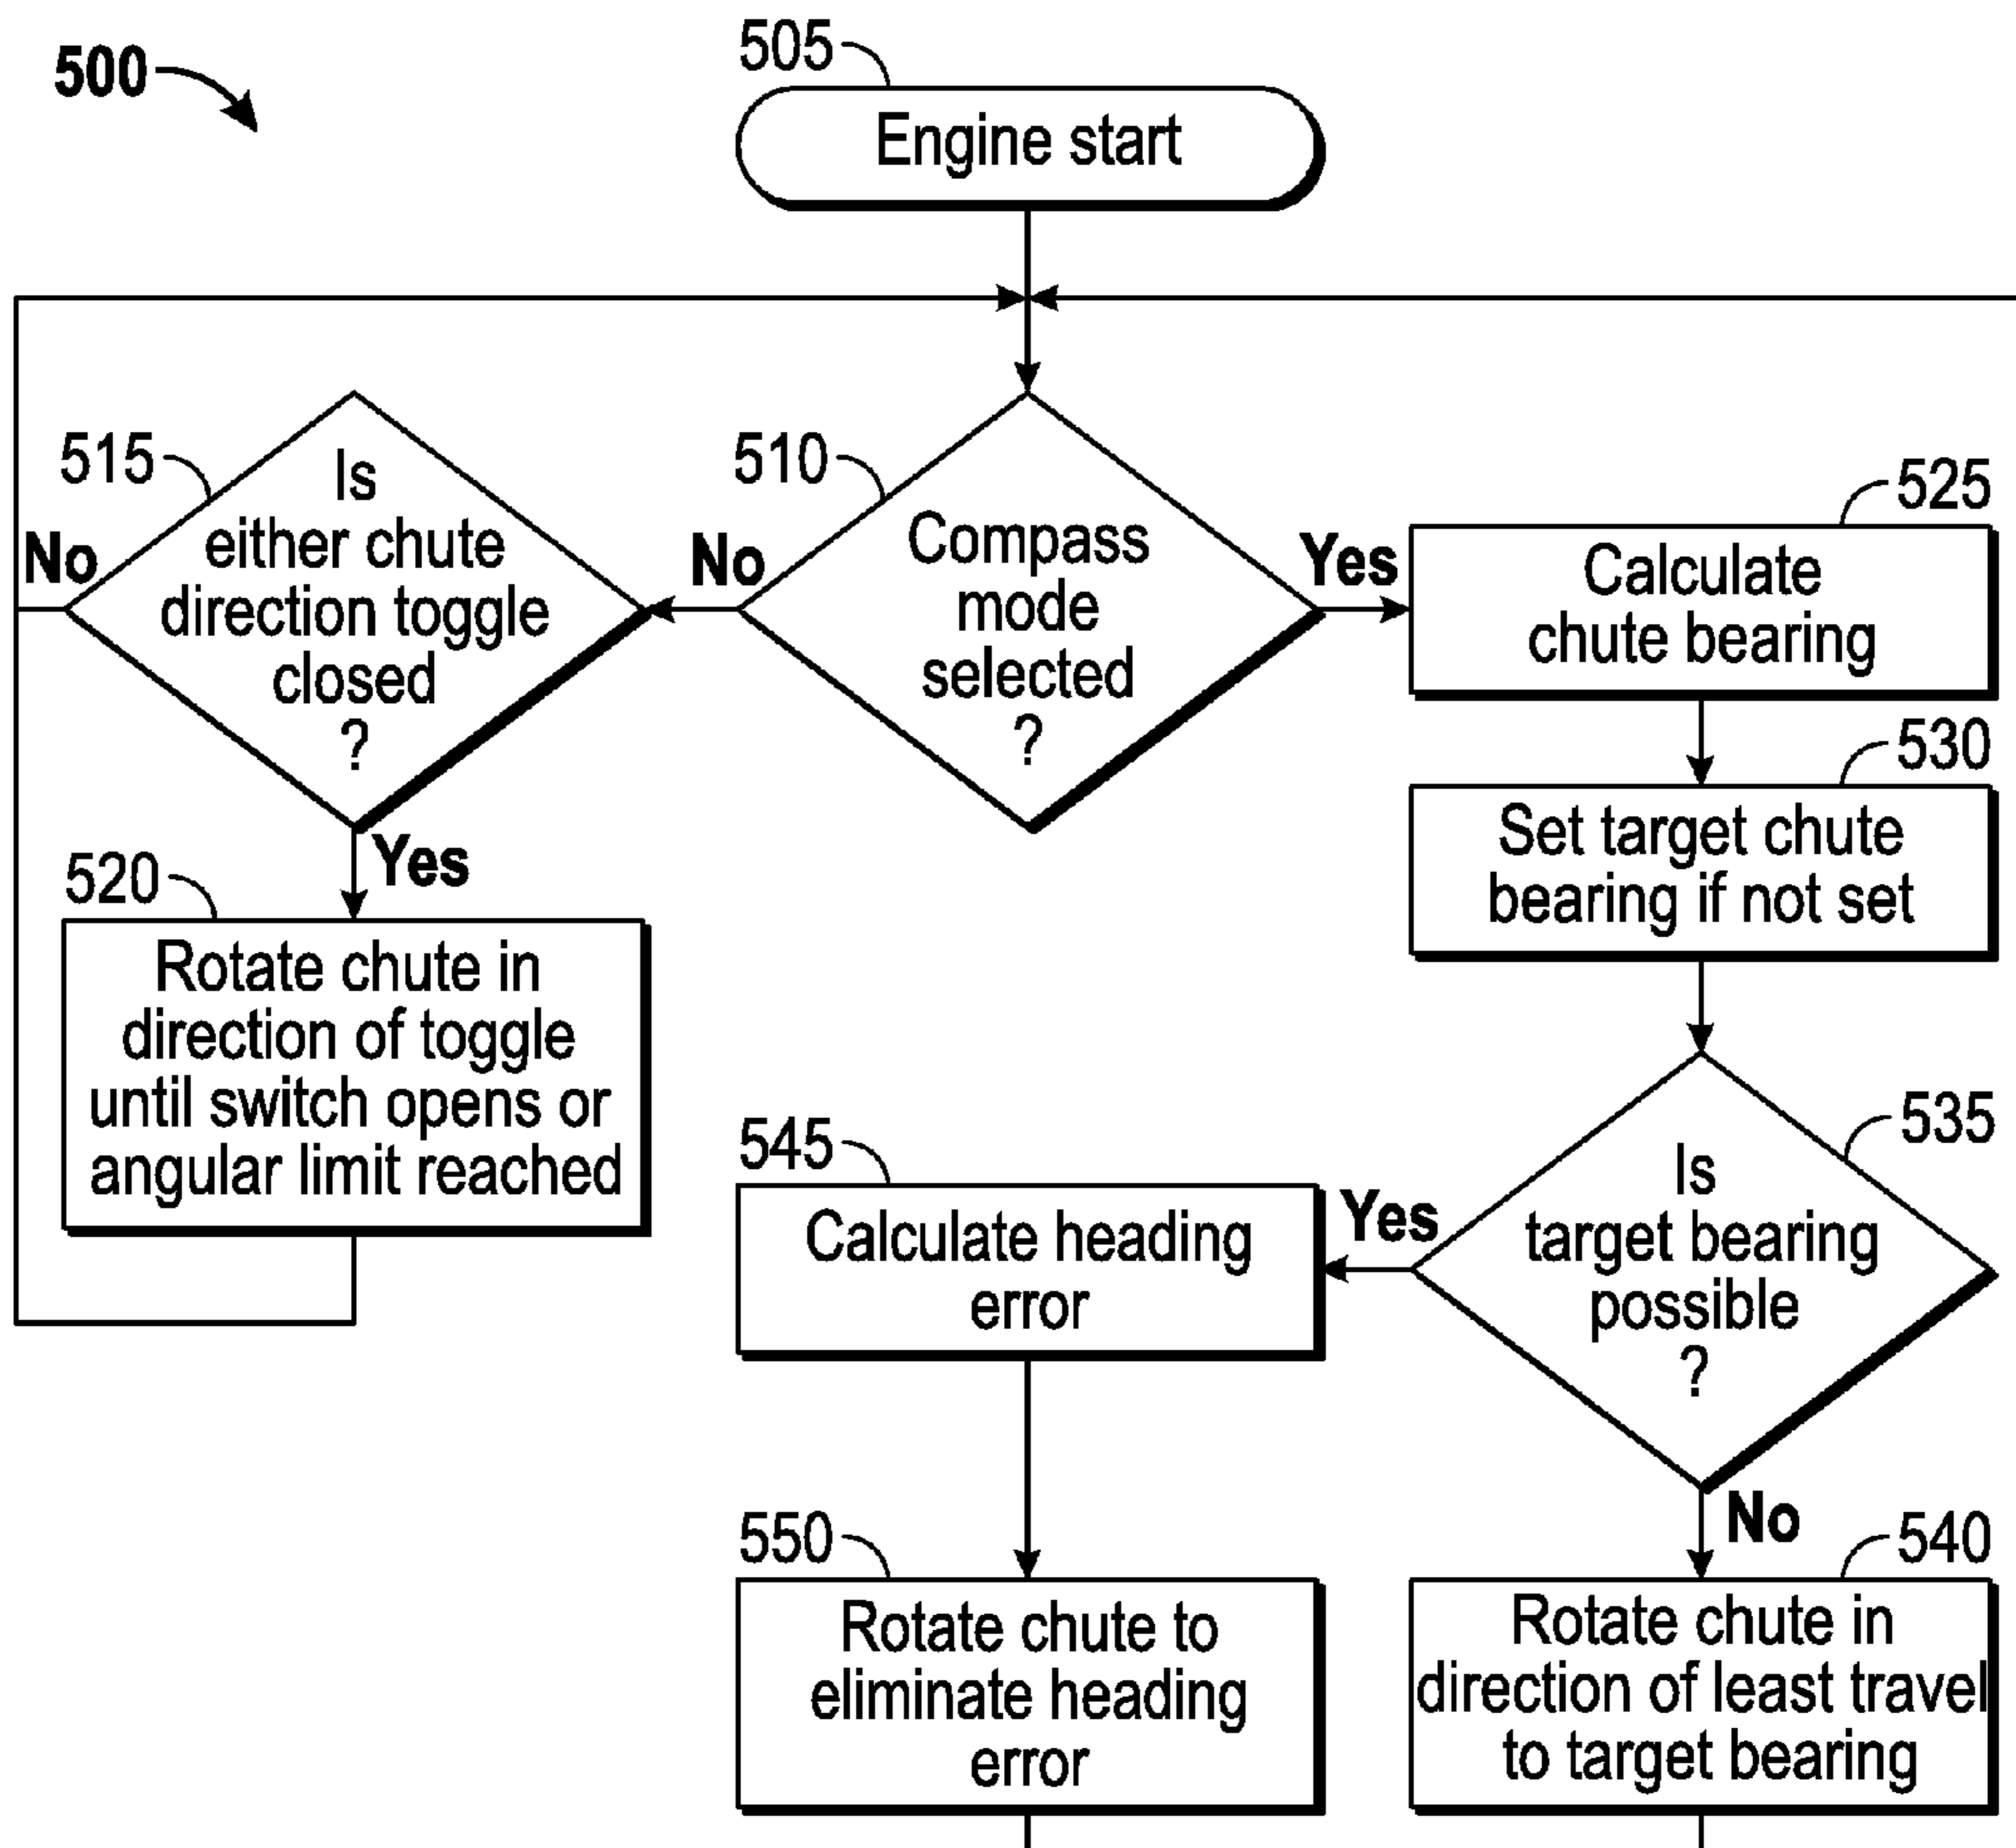 500
505
Engine start
515
Is
either chute
direction toggle
closed
?
No
510
Compass
mode
selected
?
No
Yes
525
Calculate
chute bearing
530
Set target chute
bearing if not set
Yes
520
Rotate chute in
direction of toggle
until switch opens or
angular limit reached
535
Is
target bearing
possible
?
Yes
545
Calculate heading
error
No
550
Rotate chute to
eliminate heading
error
540
Rotate chute in
direction of least travel
to target bearing